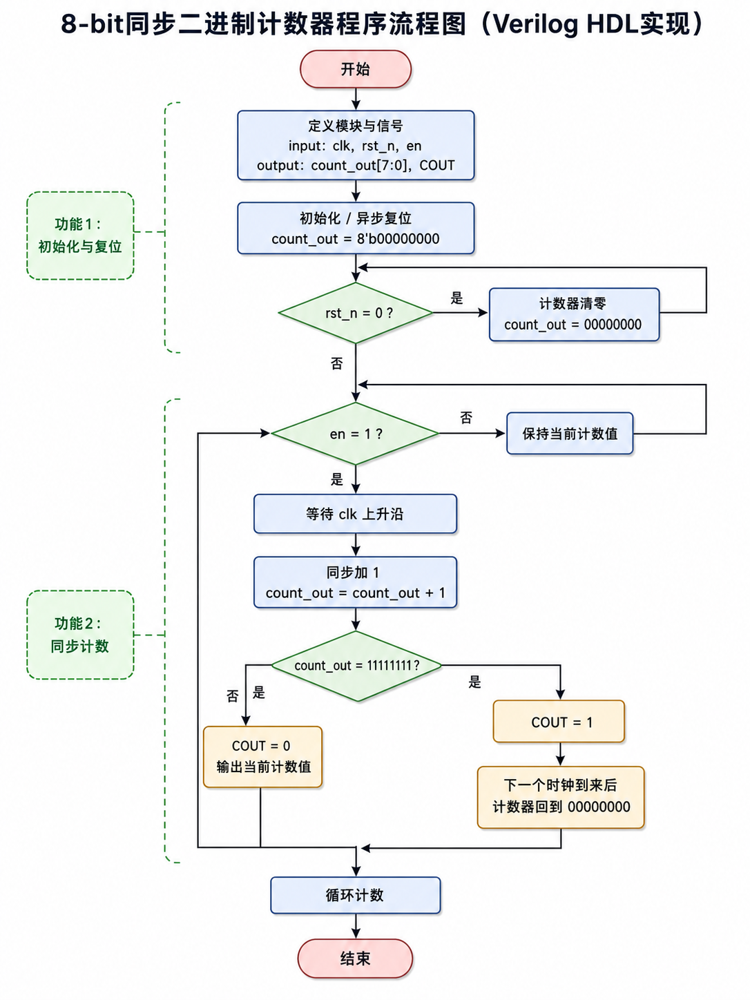 8-bit同步二进制计数器程序流程图（Verilog HDL实现）
开始
定义模块与信号
input: clk, rst_n, en
output: count_out[7:0], COUT
功能1：
初始化与复位
初始化 / 异步复位
count_out = 8'b00000000
rst_n = 0 ?
是
计数器清零
count_out = 00000000
否
en = 1 ?
否
保持当前计数值
是
等待 clk 上升沿
同步加 1
count_out = count_out + 1
功能2：
同步计数
count_out = 11111111?
否
是
是
COUT = 1
COUT = 0
输出当前计数值
下一个时钟到来后
计数器回到 00000000
循环计数
结束